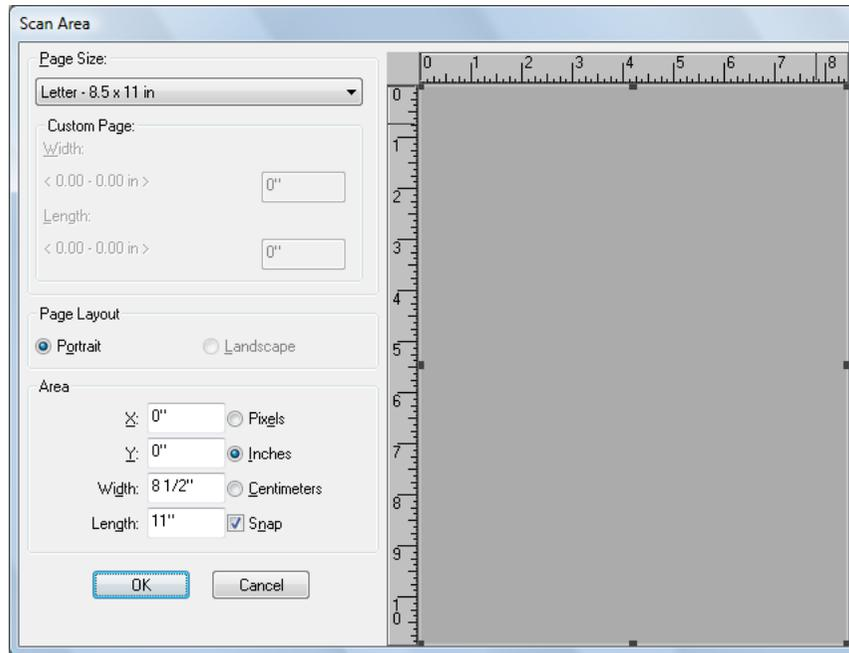 Scan Area
Page Size:
Letter - 8.5 x 11 in
Custom Page:
Width:
< 0.00 - 0.00 in >
0"
Length:
< 0.00 - 0.00 in >
0"
Page Layout
Portrait
Landscape
Area
X: 0" Pixels
Y: 0" Inches
Width: 8 1/2" Centimeters
Length: 11" Snap
OK Cancel
0 1 2 3 4 5 6 7 8
0
1
2
3
4
5
6
7
8
9
10